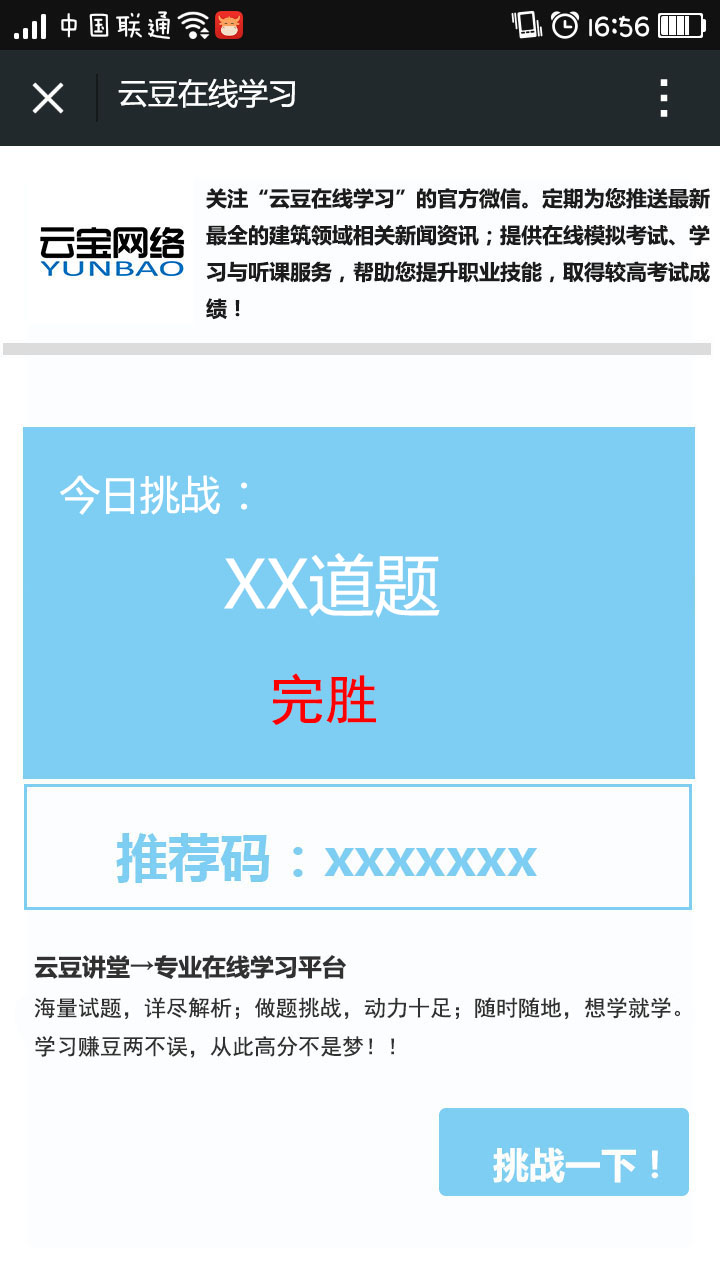 中国联通
16:56
云豆在线学习
云宝网络
YUNBAO
关注“云豆在线学习”的官方微信。定期为您推送最新
最全的建筑领域相关新闻资讯；提供在线模拟考试、学
习与听课服务，帮助您提升职业技能，取得较高考试成
绩！
今日挑战：
XX道题
完胜
推荐码：xxxxxxx
云豆讲堂→专业在线学习平台
海量试题，详尽解析；做题挑战，动力十足；随时随地，想学就学。
学习赚豆两不误，从此高分不是梦！！
挑战一下！